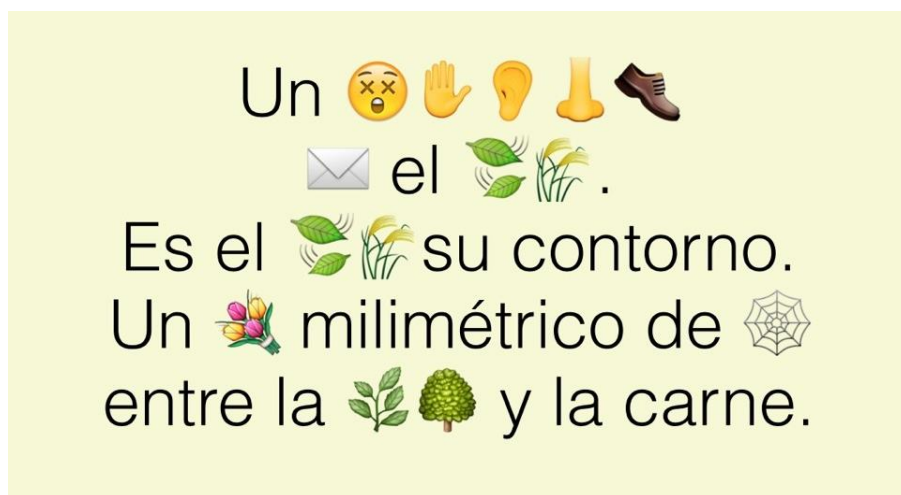 Un 😵✋👂👃👞
✉️ el 🍃🌾 .
Es el 🍃🌾 su contorno.
Un 💐 milimétrico de 🕸️
entre la 🌿🌳 y la carne.